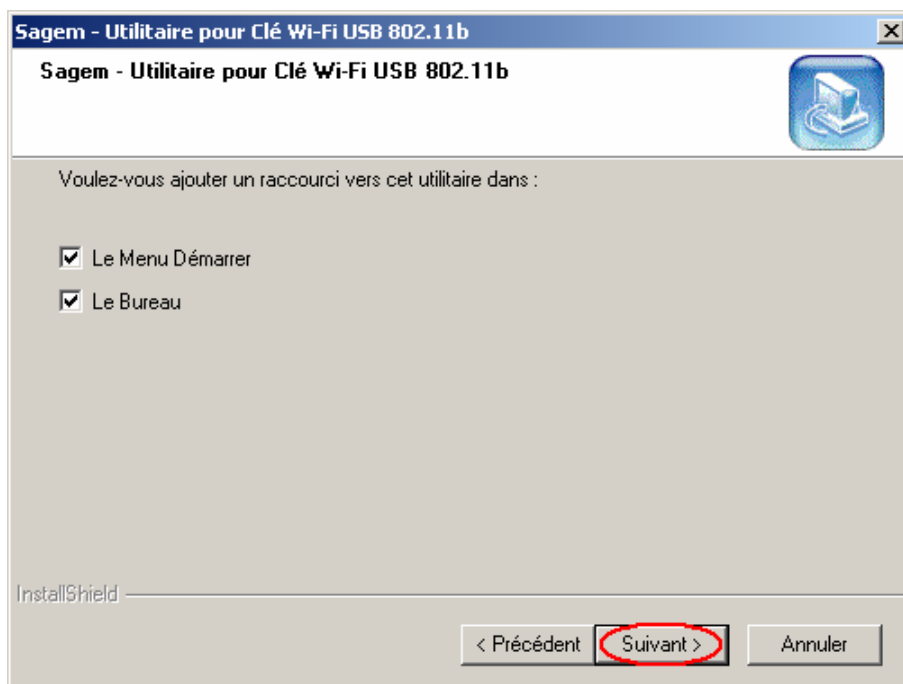 Sagem - Utilitaire pour Clé Wi-Fi USB 802.11b
Sagem - Utilitaire pour Clé Wi-Fi USB 802.11b
Voulez-vous ajouter un raccourci vers cet utilitaire dans :
Le Menu Démarrer
Le Bureau
InstallShield
< Précédent Suivant > Annuler